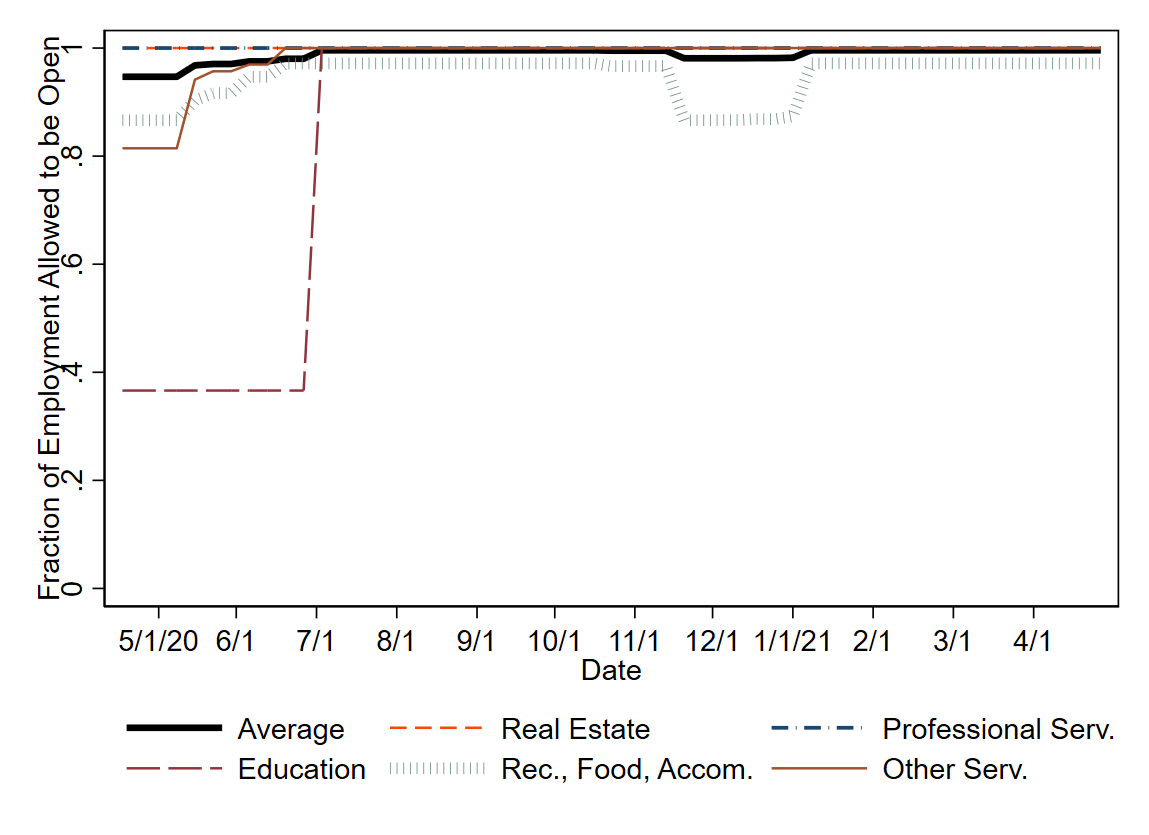 Fraction of Employment Allowed to be Open
1
.8
.6
.4
.2
0
5/1/20 6/1 7/1 8/1 9/1 10/1 11/1 12/1 1/1/21 2/1 3/1 4/1
Date
Average Real Estate Professional Serv.
Education Rec., Food, Accom. Other Serv.